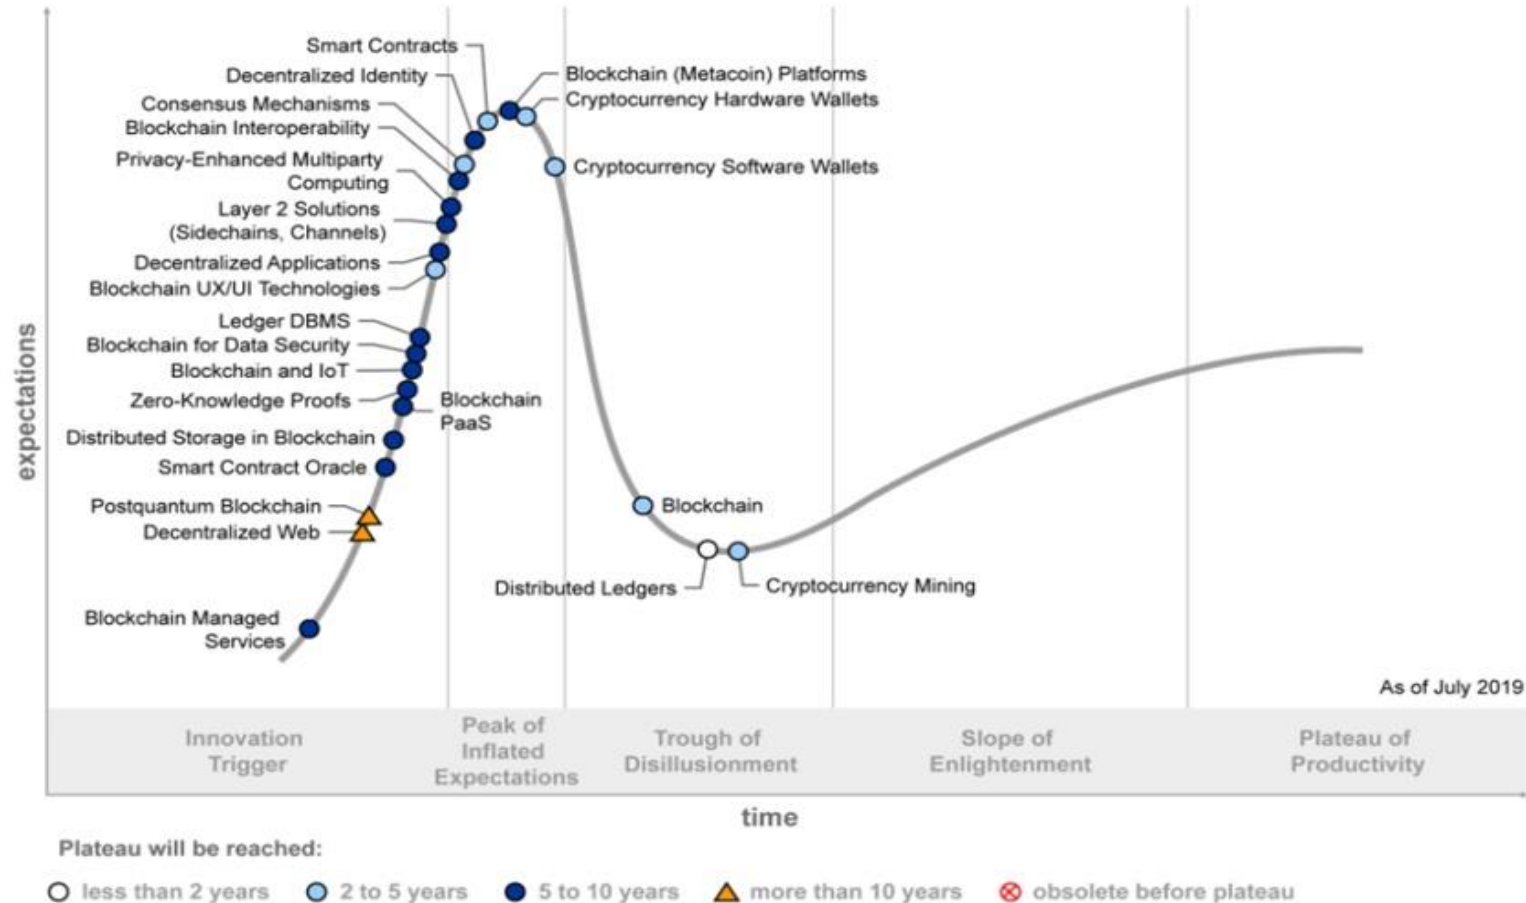 Smart Contracts
Decentralized Identity
Consensus Mechanisms
Blockchain Interoperability
Privacy-Enhanced Multiparty
Computing
Layer 2 Solutions
(Sidechains, Channels)
Decentralized Applications
Blockchain UX/UI Technologies
Ledger DBMS
Blockchain for Data Security
Blockchain and IoT
Zero-Knowledge Proofs
Blockchain
PaaS
Distributed Storage in Blockchain
Smart Contract Oracle
Postquantum Blockchain
Decentralized Web
Blockchain Managed
Services
Blockchain (Metacoin) Platforms
Cryptocurrency Hardware Wallets
Cryptocurrency Software Wallets
Blockchain
Distributed Ledgers
Cryptocurrency Mining
expectations
As of July 2019
Innovation
Trigger
Peak of
Inflated
Expectations
Trough of
Disillusionment
Slope of
Enlightenment
Plateau of
Productivity
time
Plateau will be reached:
less than 2 years
2 to 5 years
5 to 10 years
more than 10 years
obsolete before plateau